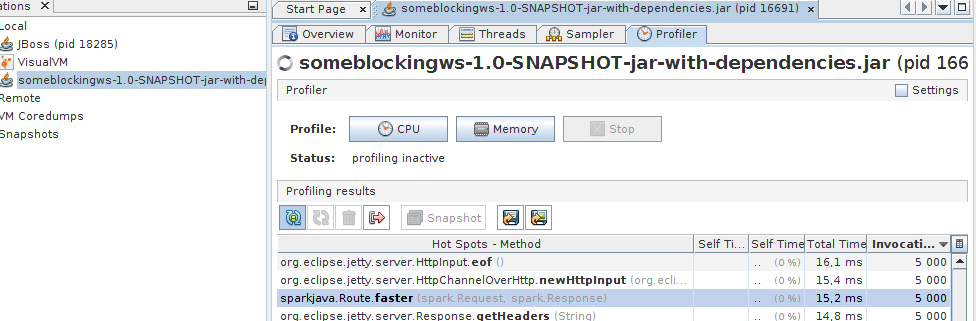 ations ×
Local
JBoss (pid 18285)
VisualVM
someblockingws-1.0-SNAPSHOT-jar-with-dep
Remote
VM Coredumps
Snapshots
Start Page × someblockingws-1.0-SNAPSHOT-jar-with-dependencies.jar (pid 16691) ×
Overview Monitor Threads Sampler Profiler
someblockingws-1.0-SNAPSHOT-jar-with-dependencies.jar (pid 166
Profiler Settings
Profile: CPU Memory Stop
Status: profiling inactive
Profiling results
Snapshot
Hot Spots - Method Self Ti... Self Time Total Time Invocati...
org.eclipse.jetty.server.HttpInput.eof () .. (0 %) 16,1 ms 5 000
org.eclipse.jetty.server.HttpChannelOverHttp.newHttpInput (org.ecli... .. (0 %) 15,4 ms 5 000
sparkjava.Route.faster (spark.Request, spark.Response) .. (0 %) 15,2 ms 5 000
org.eclipse.jetty.server.Response.getHeaders (String) .. (0 %) 14,8 ms 5 000